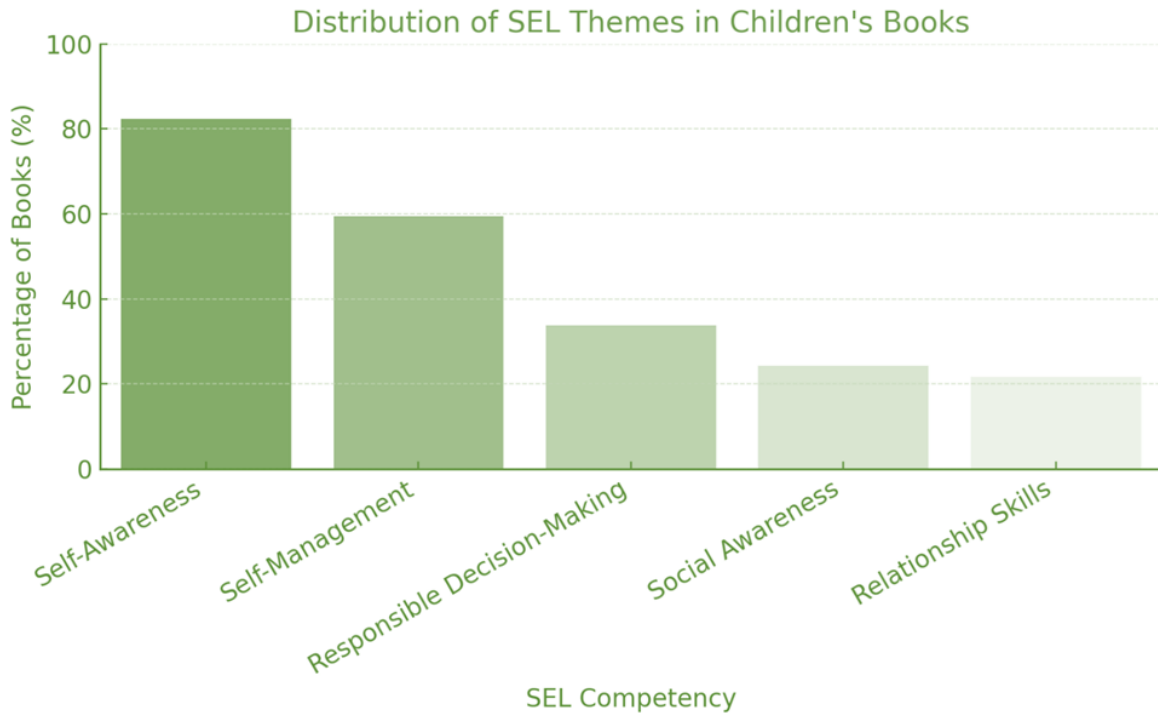 Distribution of SEL Themes in Children's Books
Percentage of Books (%)
100
80
60
40
20
0
Self-Awareness
Self-Management
Responsible Decision-Making
Social Awareness
Relationship Skills
SEL Competency